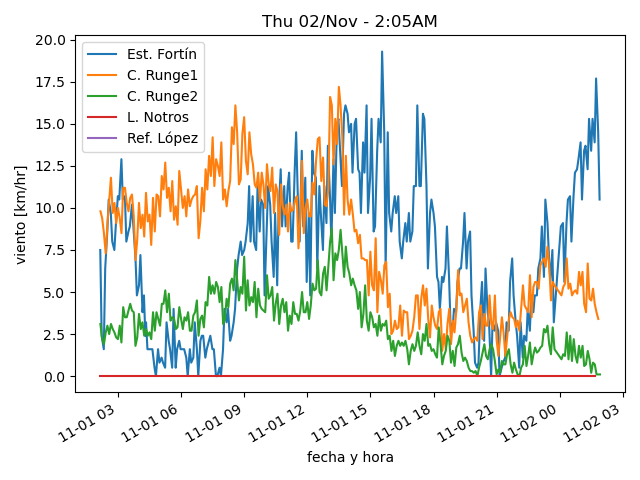 Thu 02/Nov - 2:05AM
viento [km/hr]
20.0
17.5
15.0
12.5
10.0
7.5
5.0
2.5
0.0
Est. Fortín
C. Runge1
C. Runge2
L. Notros
Ref. López
11-01 03
11-01 06
11-01 09
11-01 12
11-01 15
11-01 18
11-01 21
11-02 00
11-02 03
fecha y hora